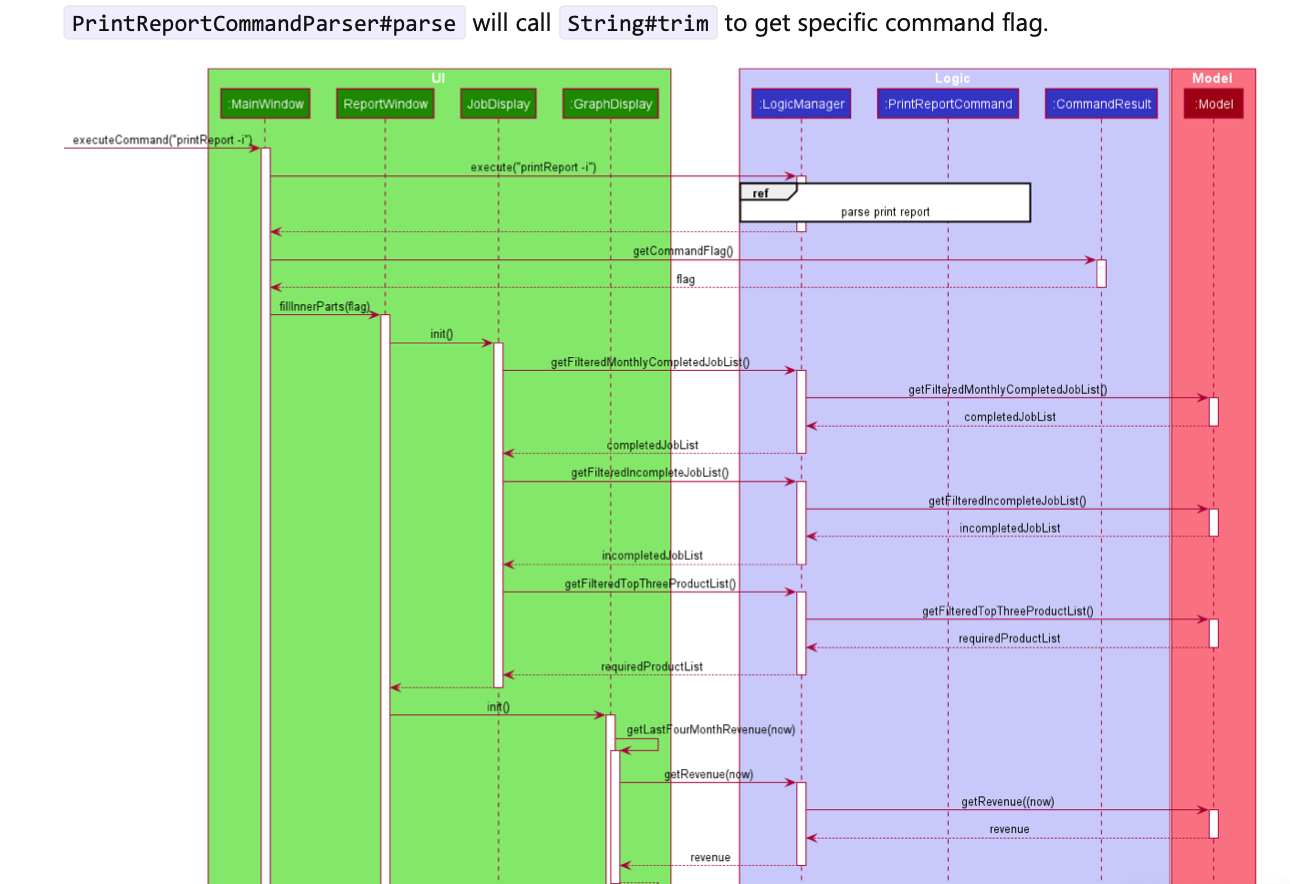 PrintReportCommandParser#parse will call String#trim to get specific command flag.
UI
Logic
Model
:MainWindow
ReportWindow
JobDisplay
:GraphDisplay
:LogicManager
:PrintReportCommand
:CommandResult
:Model
executeCommand("printReport -i")
execute("printReport -i")
ref
parse print report
getCommandFlag()
flag
fillInnerParts(flag)
init()
getFilteredMonthlyCompletedJobList()
getFilteredMonthlyCompletedJobList()
completedJobList
completedJobList
getFilteredIncompleteJobList()
getFilteredIncompleteJobList()
incompletedJobList
incompletedJobList
getFilteredTopThreeProductList()
getFilteredTopThreeProductList()
requiredProductList
requiredProductList
init()
getLastFourMonthRevenue(now)
getRevenue(now)
getRevenue((now)
revenue
revenue